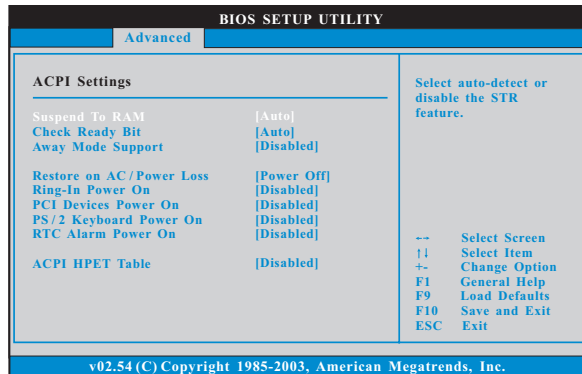 BIOS SETUP UTILITY
Advanced
ACPI Settings
Suspend To RAM [Auto]
Check Ready Bit [Auto]
Away Mode Support [Disabled]
Restore on AC / Power Loss [Power Off]
Ring-In Power On [Disabled]
PCI Devices Power On [Disabled]
PS / 2 Keyboard Power On [Disabled]
RTC Alarm Power On [Disabled]
ACPI HPET Table [Disabled]
Select auto-detect or
disable the STR
feature.
←→ Select Screen
↑↓ Select Item
+- Change Option
F1 General Help
F9 Load Defaults
F10 Save and Exit
ESC Exit
v02.54 (C) Copyright 1985-2003, American Megatrends, Inc.